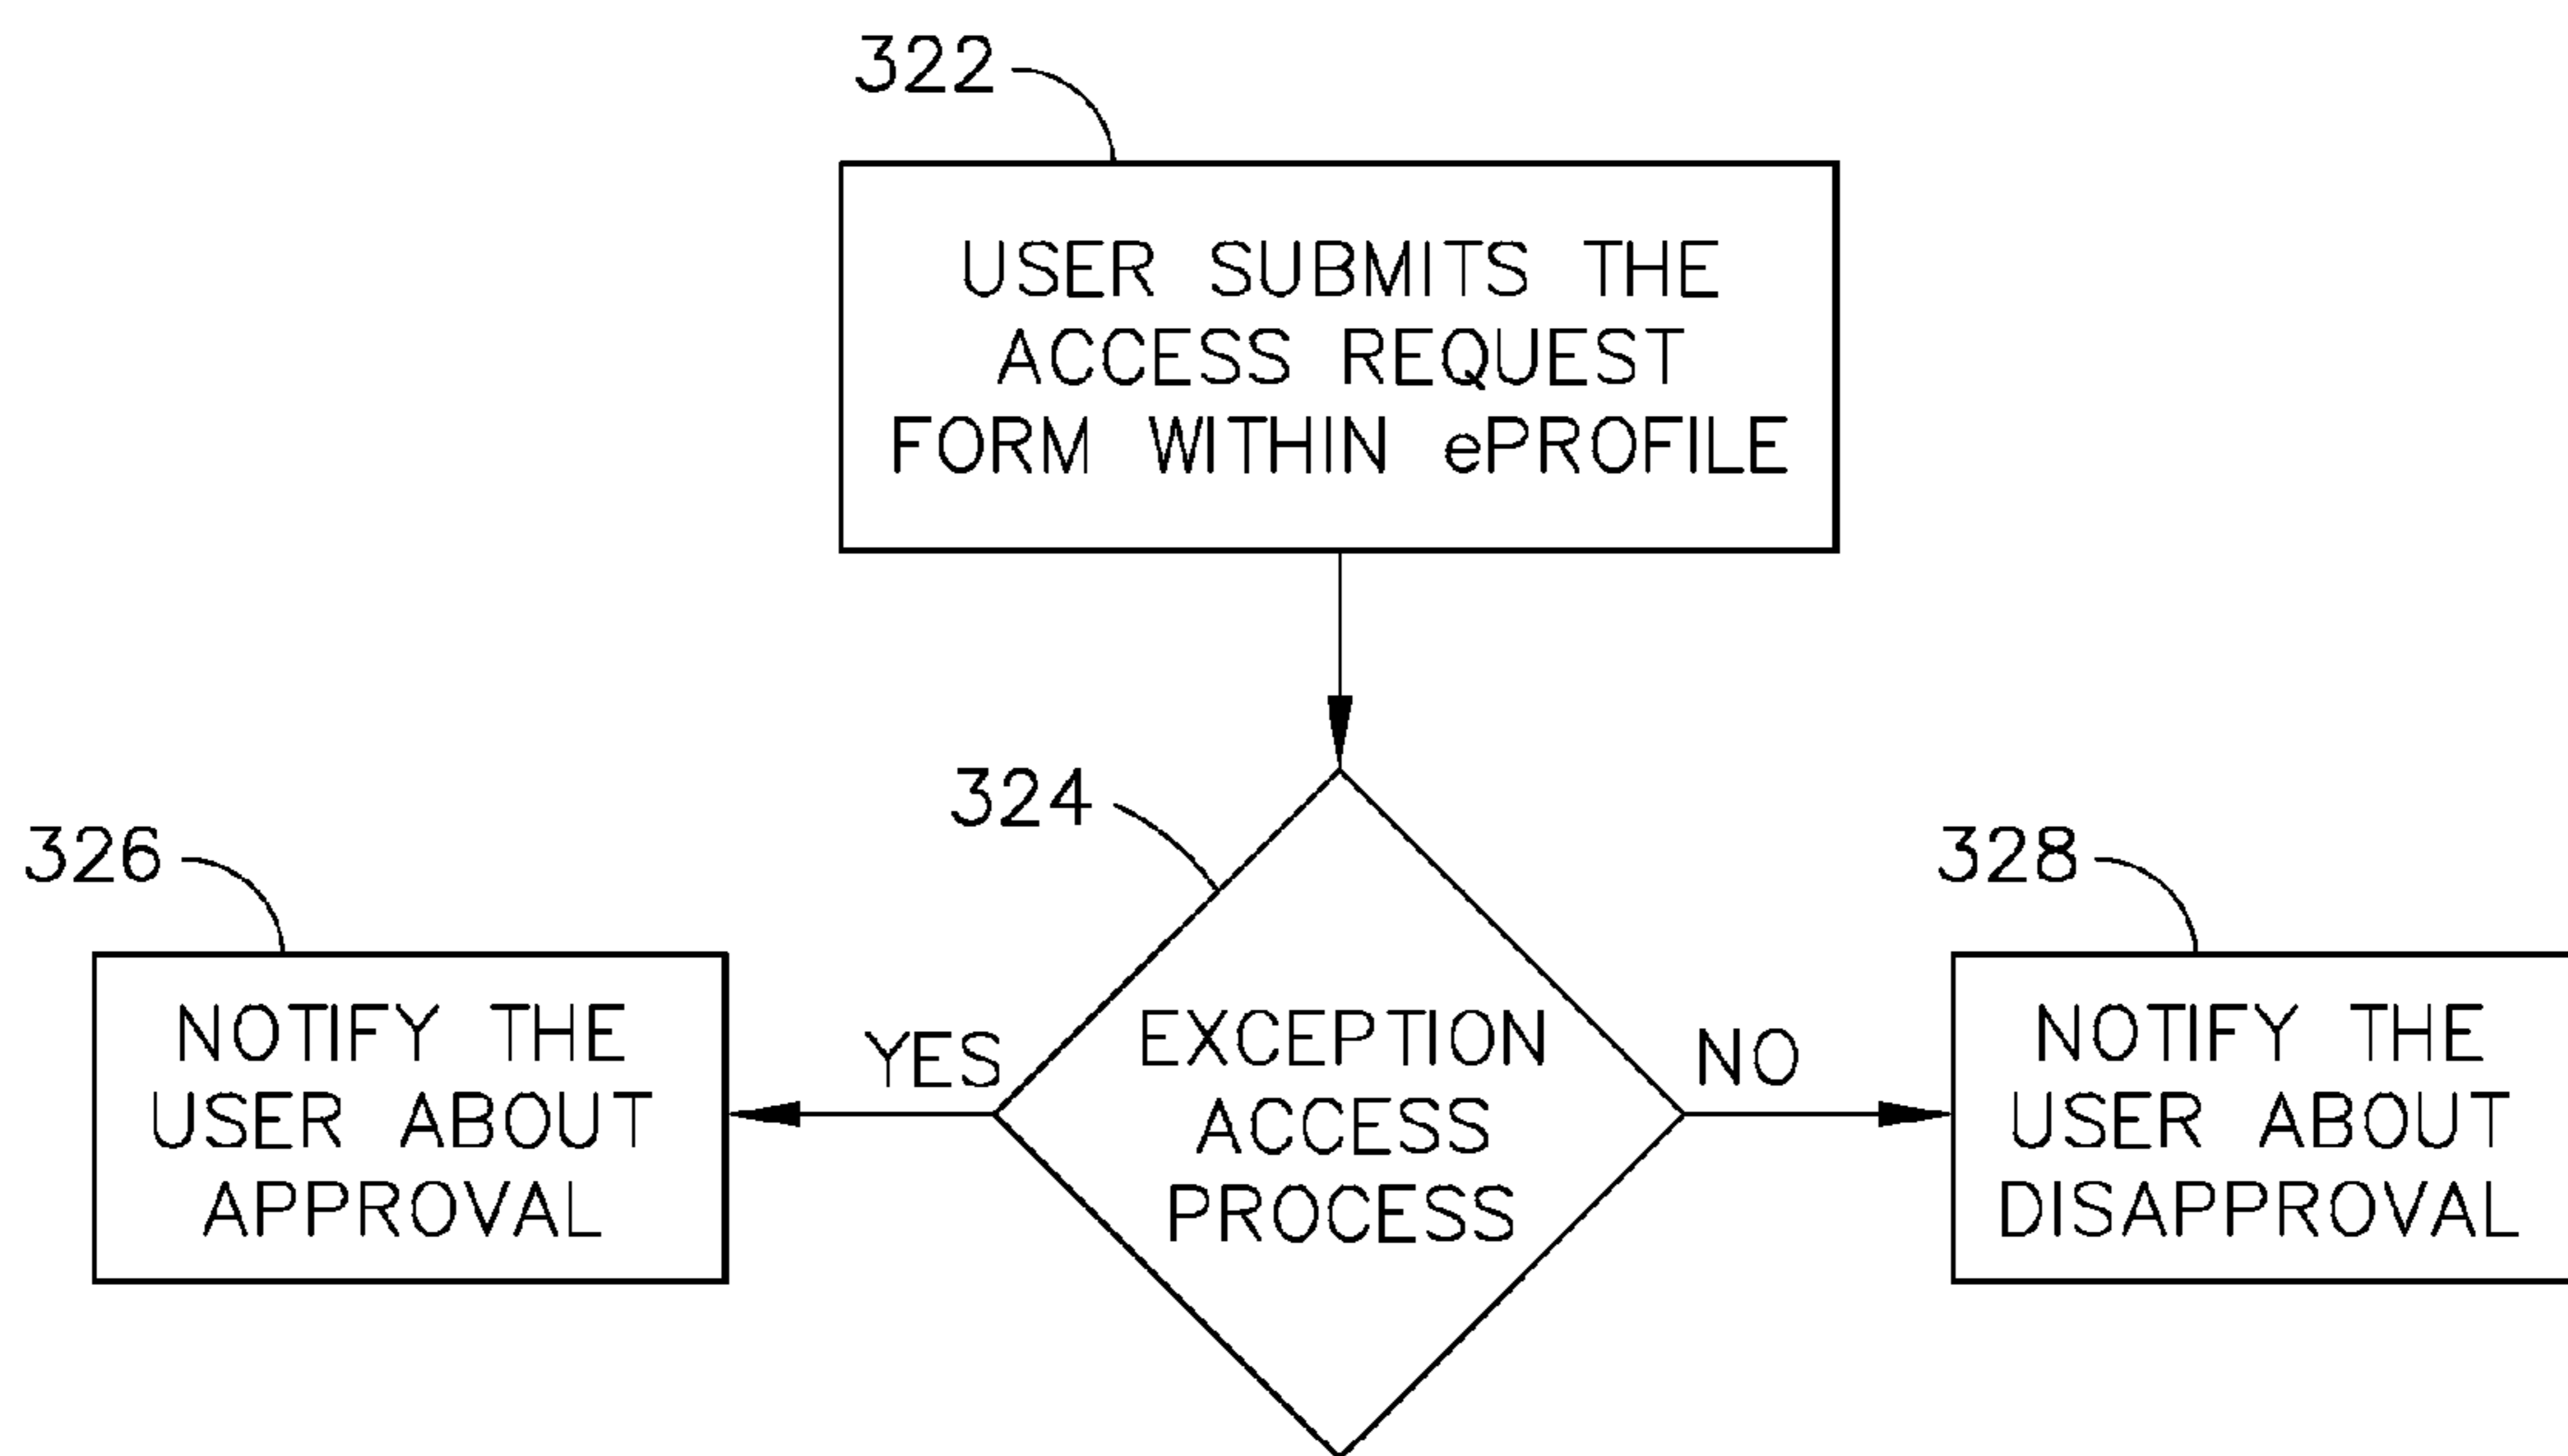 322
USER SUBMITS THE
ACCESS REQUEST
FORM WITHIN ePROFILE
324
326
328
NOTIFY THE
USER ABOUT
APPROVAL
YES
EXCEPTION
ACCESS
PROCESS
NO
NOTIFY THE
USER ABOUT
DISAPPROVAL